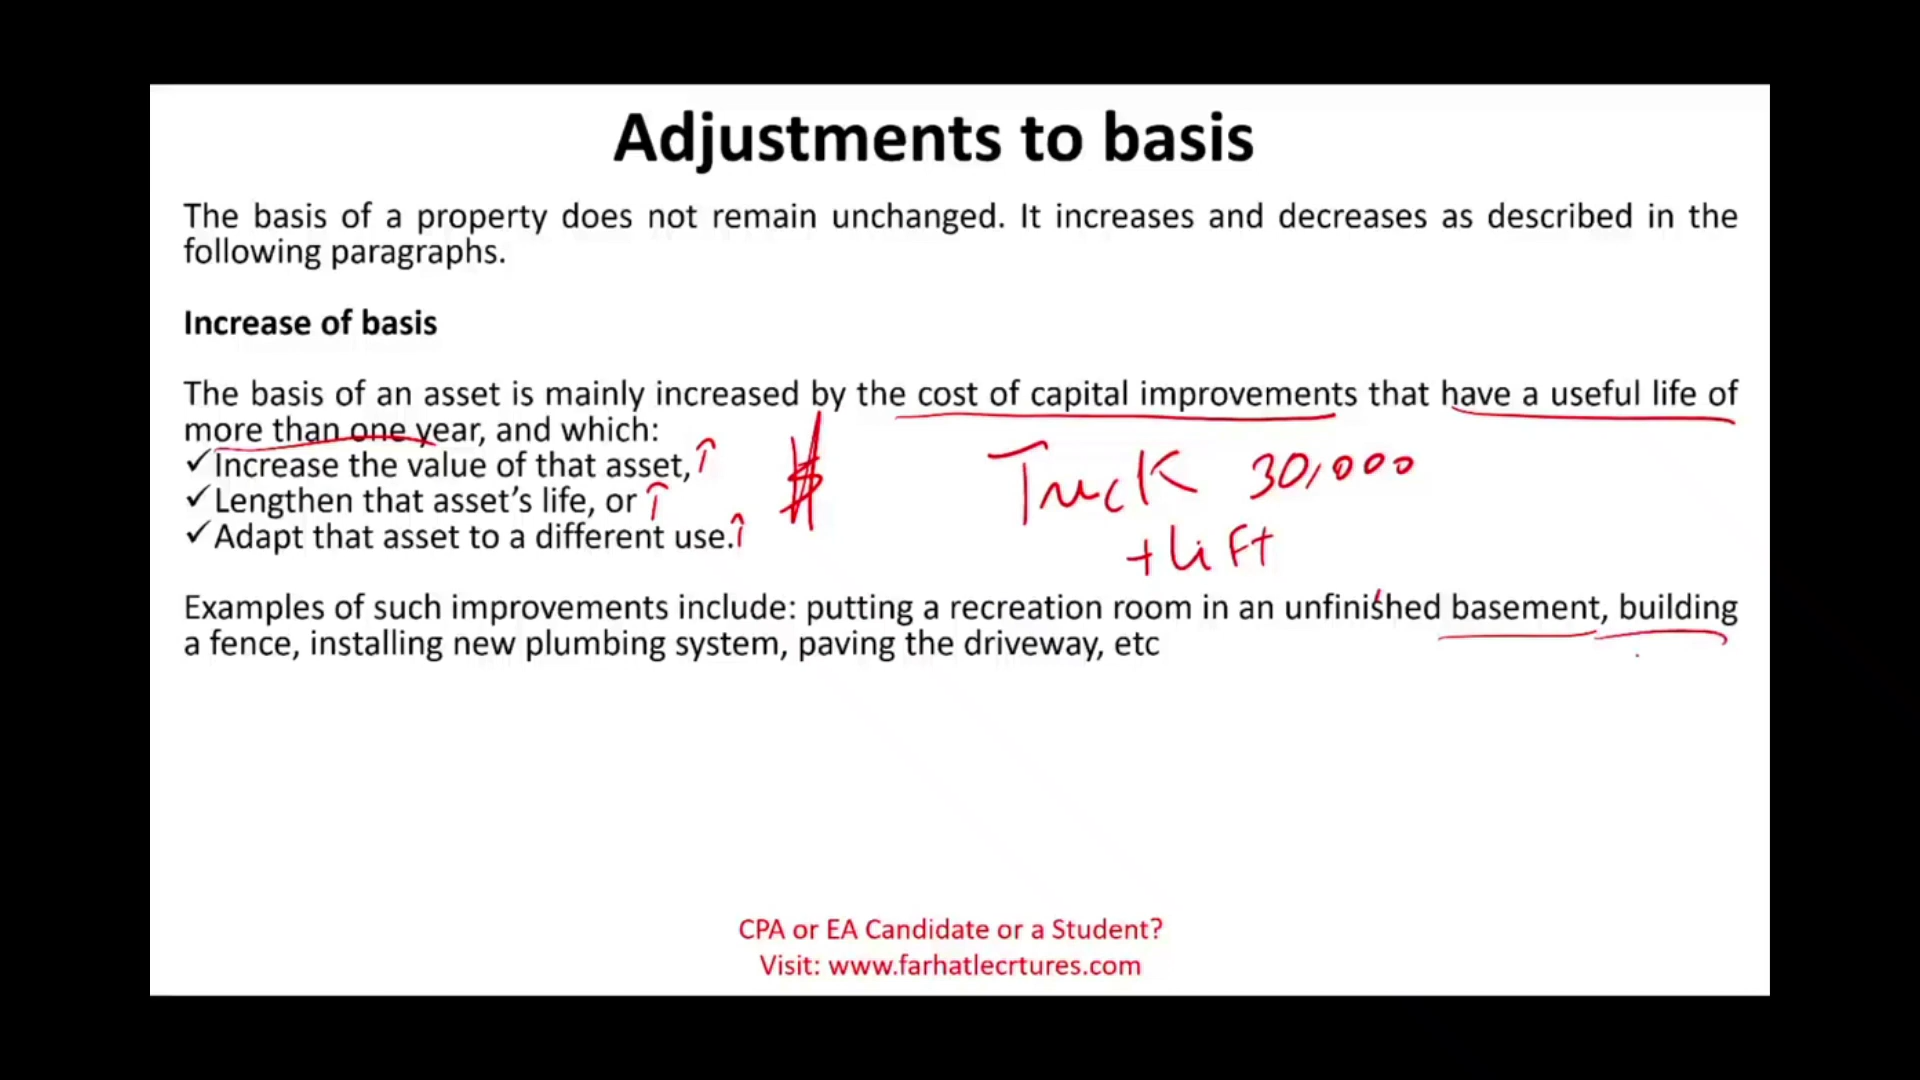 Adjustments to basis
The basis of a property does not remain unchanged. It increases and decreases as described in the
following paragraphs.
Increase of basis
The basis of an asset is mainly increased by the cost of capital improvements that have a useful life of
more than one year, and which:
✓Increase the value of that asset,↑
✓Lengthen that asset’s life, or ↑
✓Adapt that asset to a different use.↑
$
Truck 30,000
+ Lift
Examples of such improvements include: putting a recreation room in an unfinished basement, building
a fence, installing new plumbing system, paving the driveway, etc
CPA or EA Candidate or a Student?
Visit: www.farhatlecrtures.com